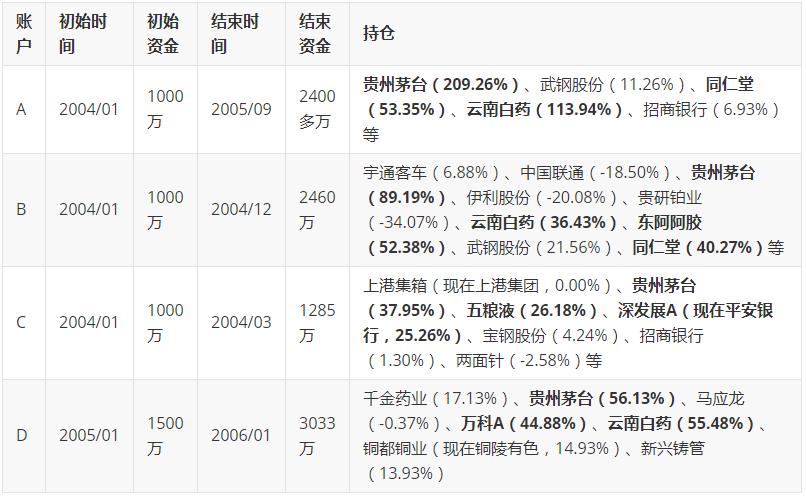 账户 初始时间 初始资金 结束时间 结束资金 持仓
A 2004/01 1000万 2005/09 2400多万 贵州茅台(209.26%)、武钢股份(11.26%)、同仁堂
(53.35%)、云南白药(113.94%)、招商银行(6.93%)
等
B 2004/01 1000万 2004/12 2460万 宇通客车(6.88%)、中国联通(-18.50%)、贵州茅台
(89.19%)、伊利股份(-20.08%)、贵研铂业
(-34.07%)、云南白药(36.43%)、东阿阿胶
(52.38%)、武钢股份(21.56%)、同仁堂(40.27%)等
C 2004/01 1000万 2004/03 1285万 上港集箱(现在上港集团,0.00%)、贵州茅台
(37.95%)、五粮液(26.18%)、深发展A(现在平安银
行,25.26%)、宝钢股份(4.24%)、招商银行
(1.30%)、两面针(-2.58%)等
D 2005/01 1500万 2006/01 3033万 千金药业(17.13%)、贵州茅台(56.13%)、马应龙
(-0.37%)、万科A(44.88%)、云南白药(55.48%)、
铜都铜业(现在铜陵有色,14.93%)、新兴铸管
(13.93%)